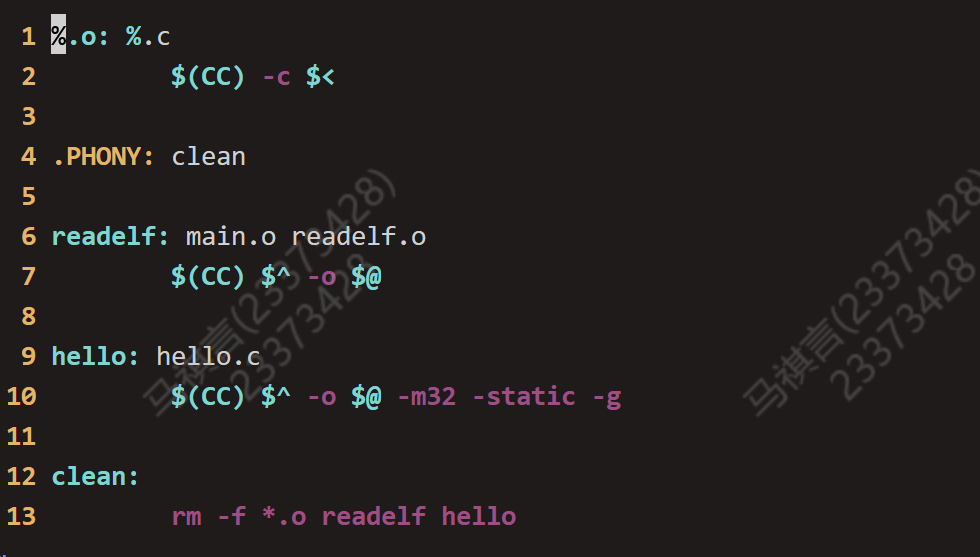 1 %.o: %.c
2 $(CC) -c $<
3
4 .PHONY: clean
5
6 readelf: main.o readelf.o
7 $(CC) $^ -o $@
8
9 hello: hello.c
10 $(CC) $^ -o $@ -m32 -static -g
11
12 clean:
13 rm -f *.o readelf hello
马祺言(23373428)
23373428
马祺言(23373428)
23373428